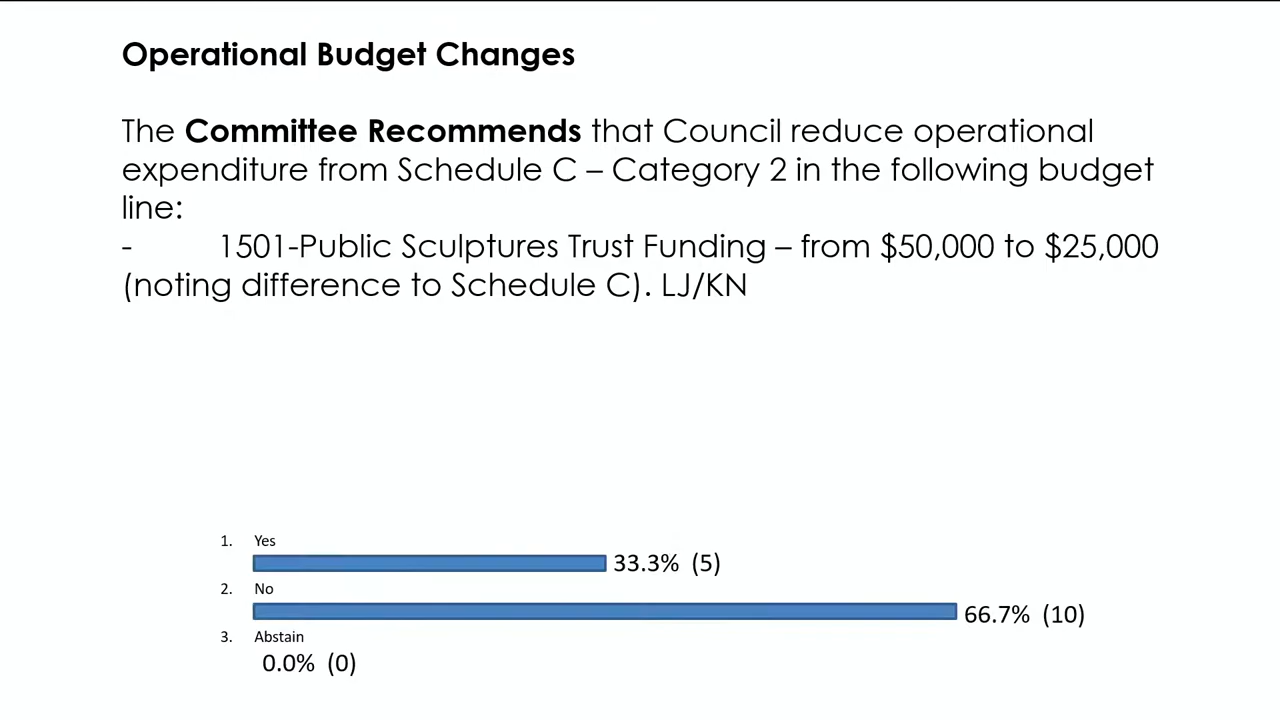 Operational Budget Changes
The Committee Recommends that Council reduce operational
expenditure from Schedule C – Category 2 in the following budget
line:
- 1501-Public Sculptures Trust Funding – from $50,000 to $25,000
(noting difference to Schedule C). LJ/KN
1. Yes
33.3% (5)
2. No
66.7% (10)
3. Abstain
0.0% (0)